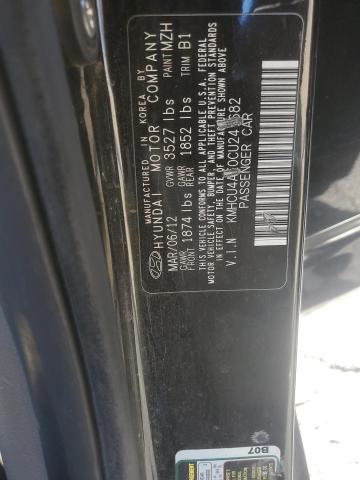 MANUFACTURED IN KOREA BY PAINT MZH
HYUNDAI MOTOR COMPANY
MAR/06/12 GVWR 3527 lbs TRIM B1
GAWR FRONT 1874 lbs GAWR REAR 1852 lbs
THIS VEHICLE CONFORMS TO ALL APPLICABLE U.S.A. FEDERAL
MOTOR VEHICLE SAFETY, BUMPER, AND THEFT PREVENTION STANDARDS
IN EFFECT ON THE DATE OF MANUFACTURE SHOWN ABOVE
V.I.N
PASSENGER CAR
B07